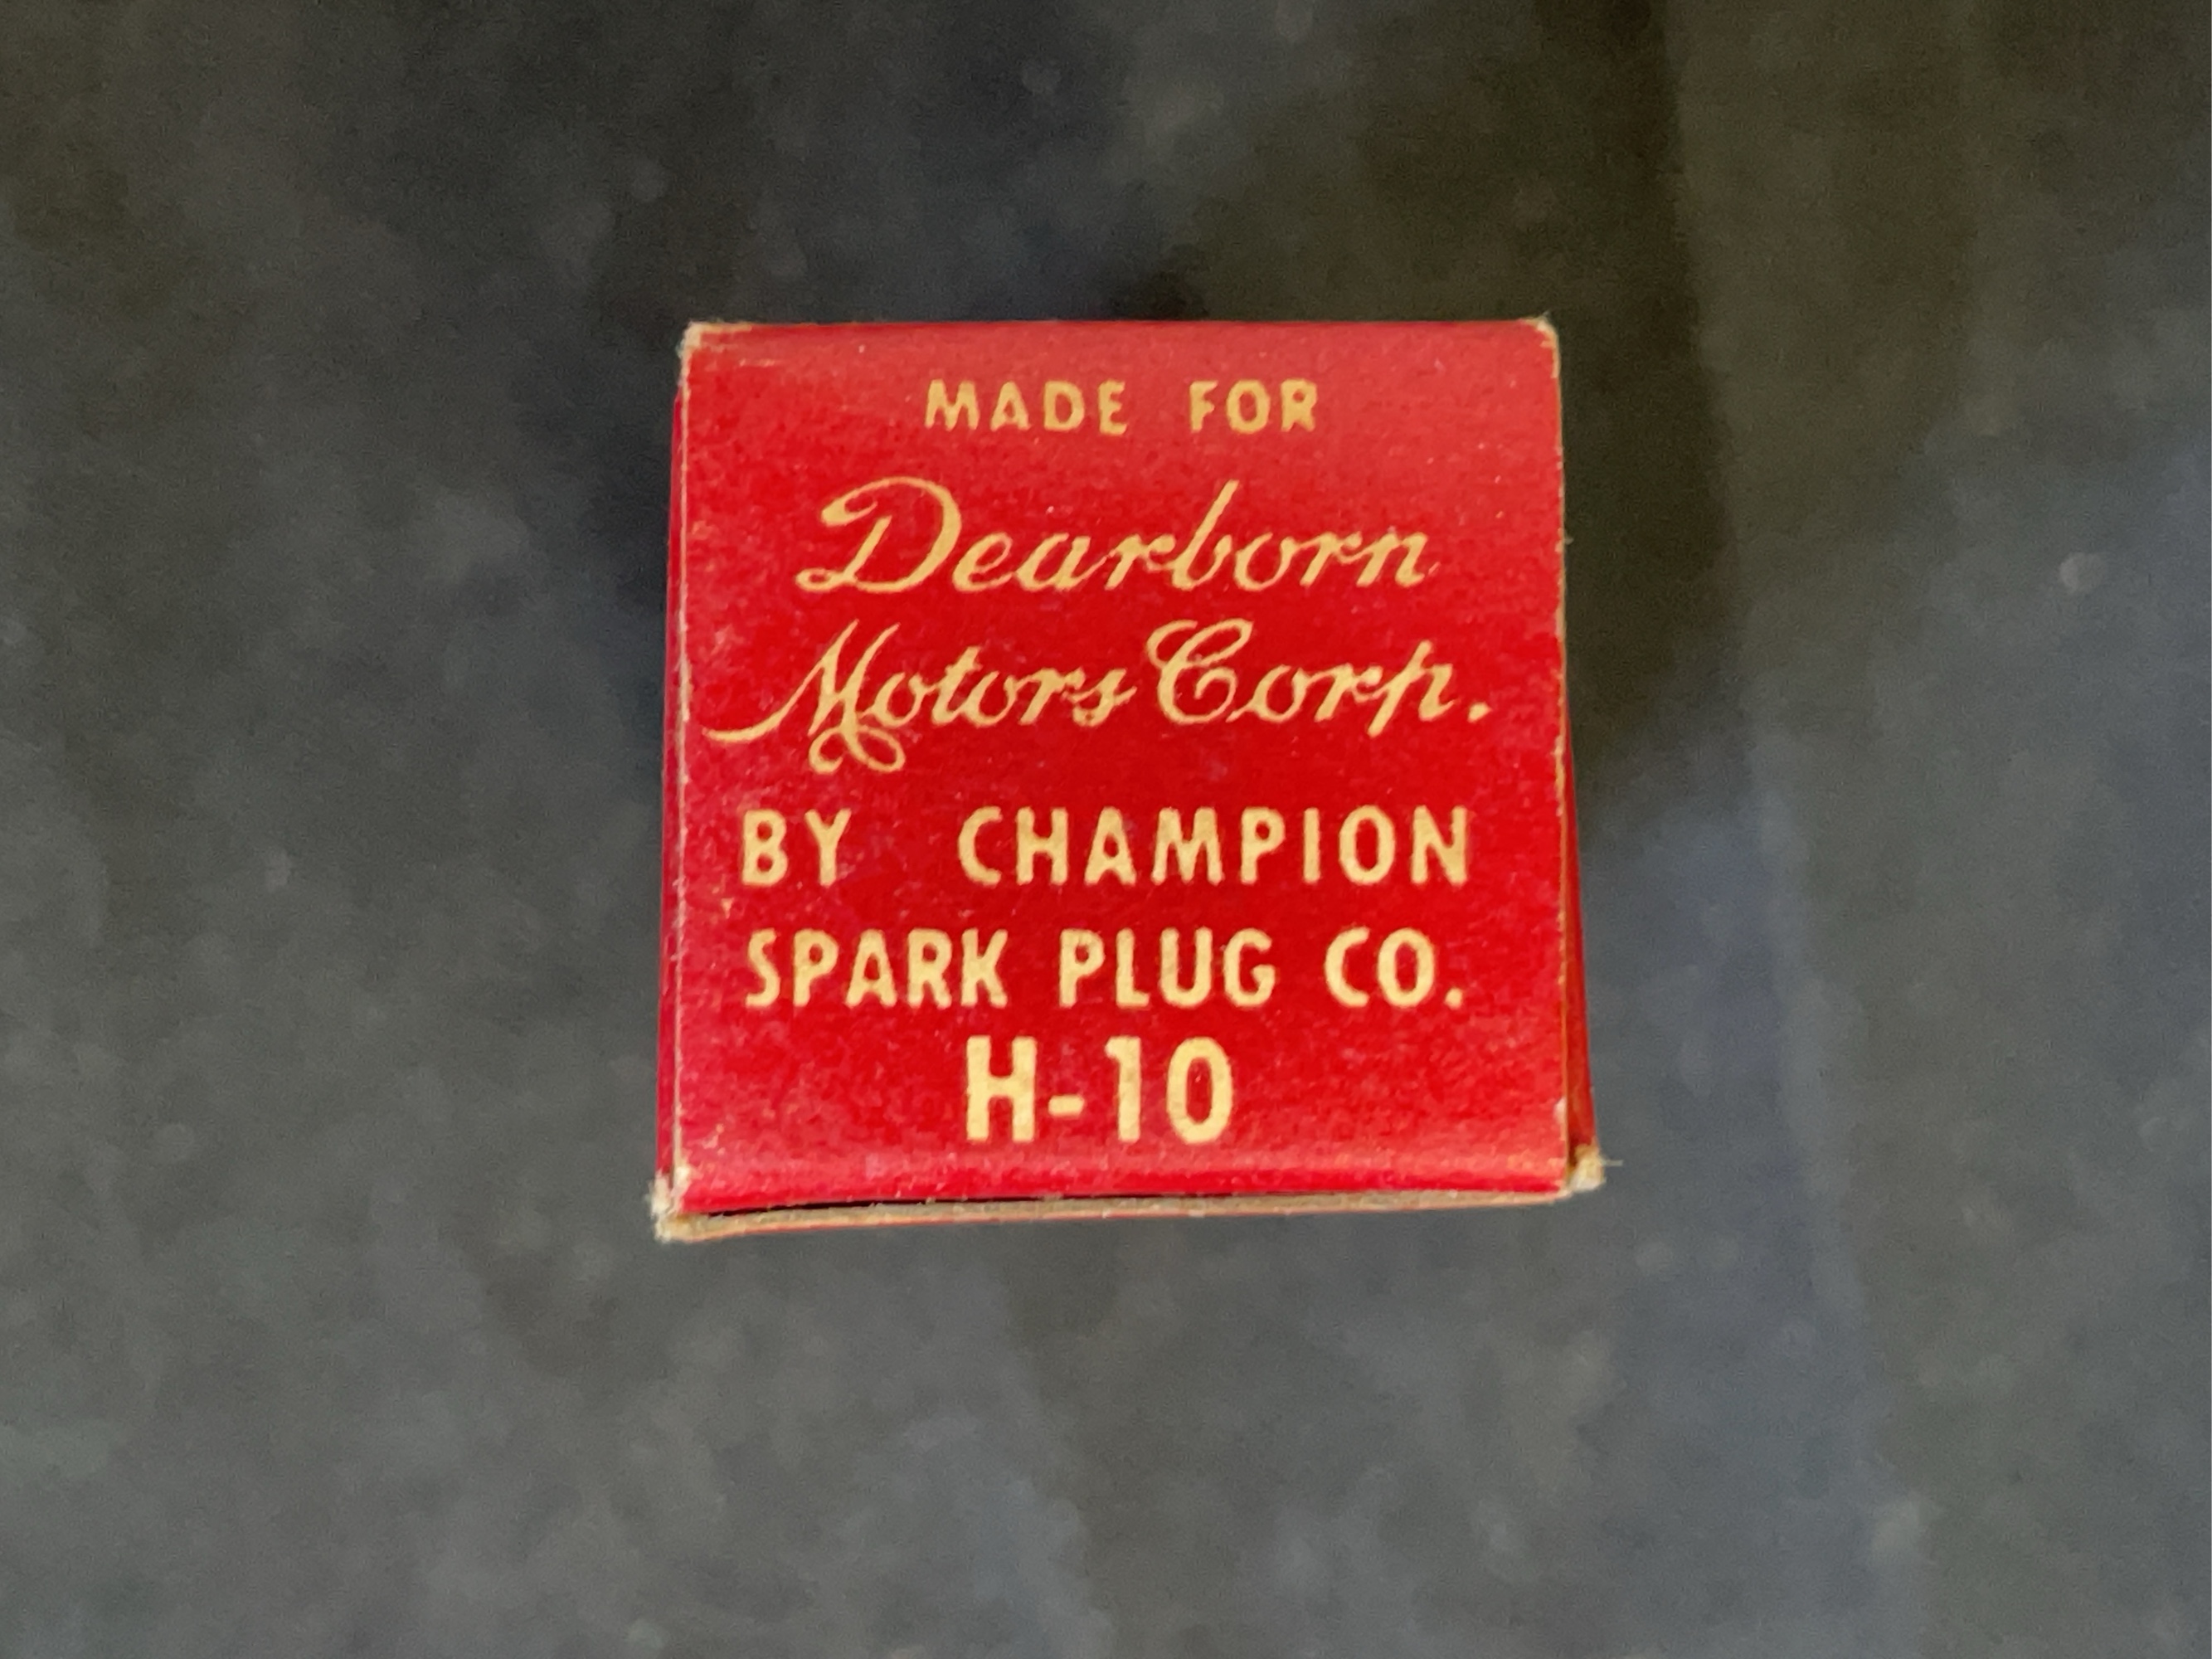 MADE FOR
Dearborn
Motors Corp.
BY CHAMPION
SPARK PLUG CO.
H-10